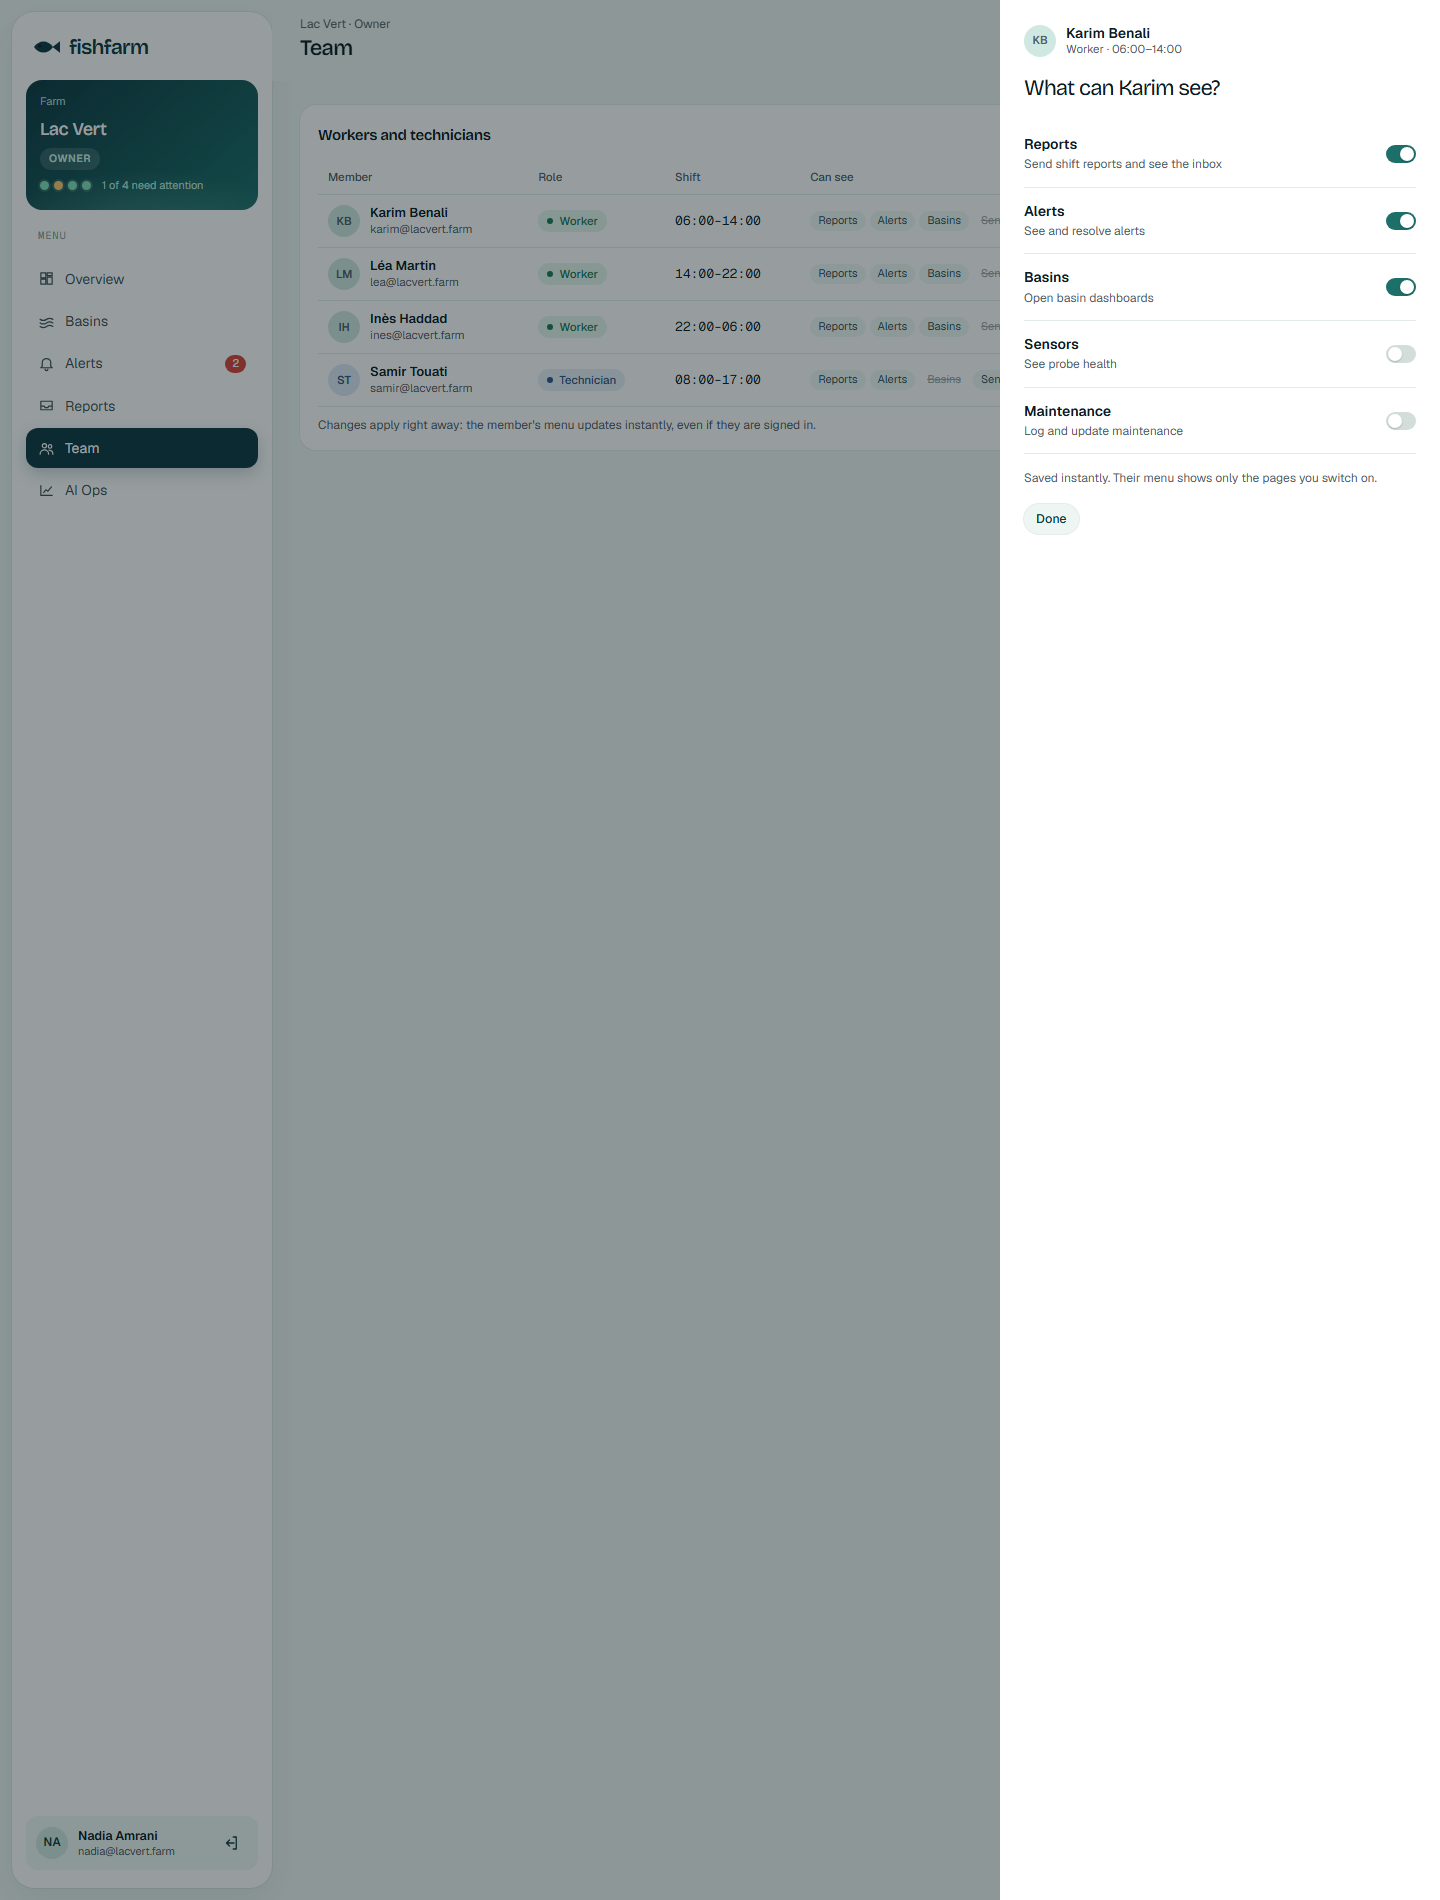 fishfarm
Farm
Lac Vert
OWNER
1 of 4 need attention
MENU
Overview
Basins
Alerts 2
Reports
Team
AI Ops
NA
Nadia Amrani
nadia@lacvert.farm
Lac Vert · Owner
Team
Workers and technicians
Member Role Shift Can see
KB Karim Benali Worker 06:00–14:00 Reports Alerts Basins
karim@lacvert.farm
LM Léa Martin Worker 14:00–22:00 Reports Alerts Basins
lea@lacvert.farm
IH Inès Haddad Worker 22:00–06:00 Reports Alerts Basins
ines@lacvert.farm
ST Samir Touati Technician 08:00–17:00 Reports Alerts Basins
samir@lacvert.farm
Changes apply right away: the member's menu updates instantly, even if they are signed in.
KB Karim Benali
Worker · 06:00–14:00
What can Karim see?
Reports
Send shift reports and see the inbox
Alerts
See and resolve alerts
Basins
Open basin dashboards
Sensors
See probe health
Maintenance
Log and update maintenance
Saved instantly. Their menu shows only the pages you switch on.
Done